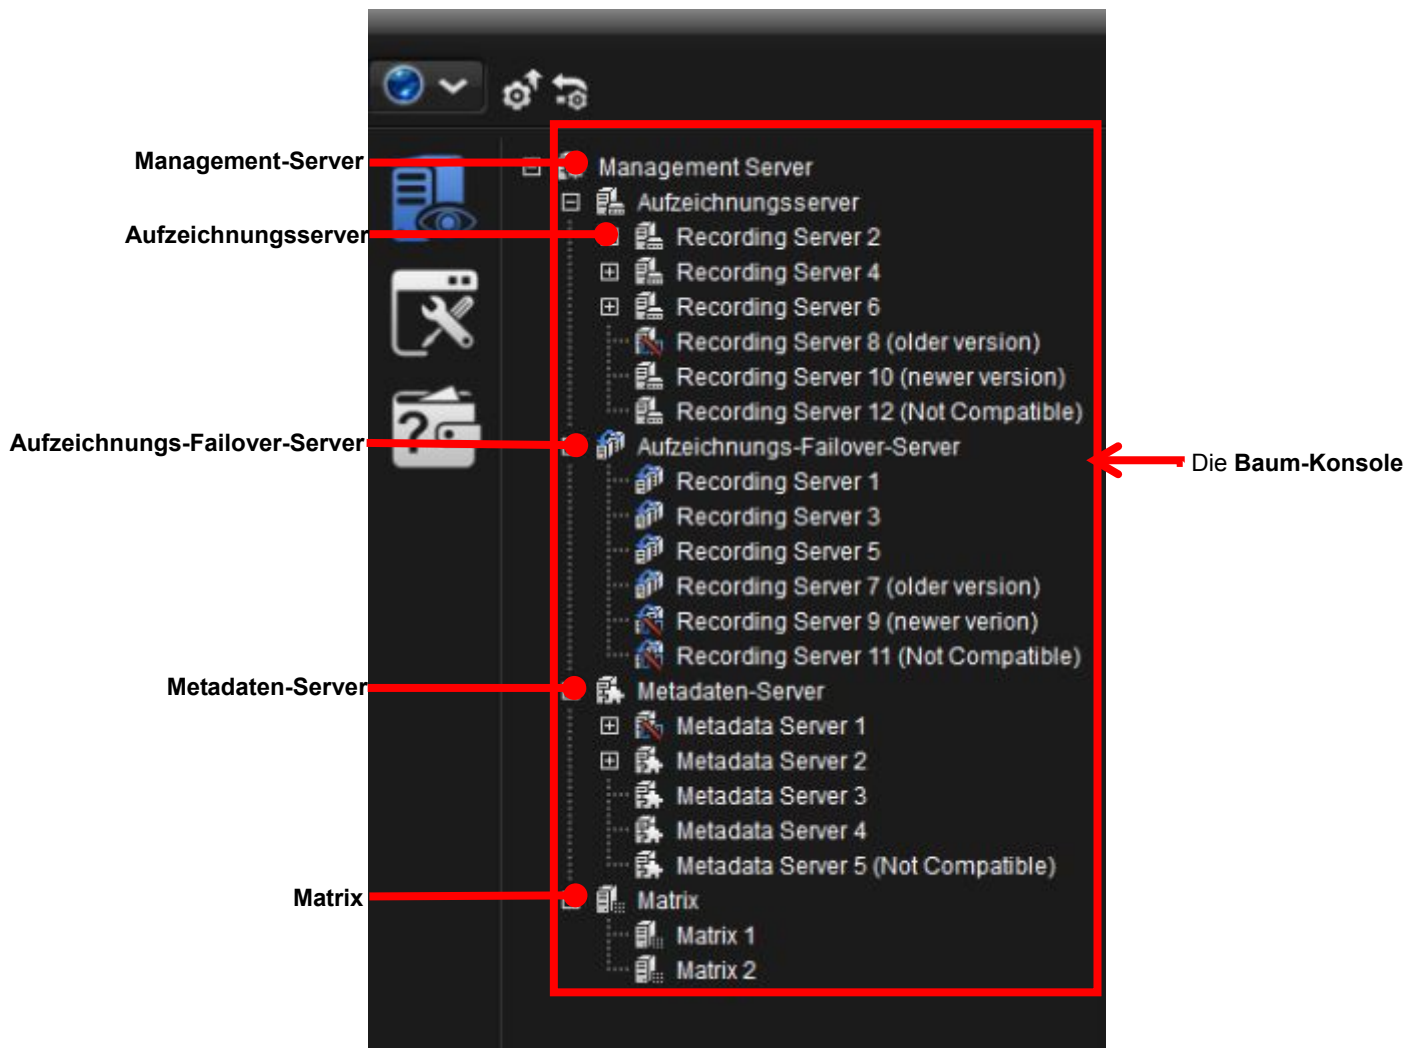 Management-Server
Management Server
Aufzeichnungsserver
Aufzeichnungsserver
Recording Server 2
Recording Server 4
Recording Server 6
Recording Server 8 (older version)
Recording Server 10 (newer version)
Recording Server 12 (Not Compatible)
Aufzeichnungs-Failover-Server
Aufzeichnungs-Failover-Server
Die Baum-Konsole
Recording Server 1
Recording Server 3
Recording Server 5
Recording Server 7 (older version)
Recording Server 9 (newer verion)
Recording Server 11 (Not Compatible)
Metadaten-Server
Metadaten-Server
Metadata Server 1
Metadata Server 2
Metadata Server 3
Metadata Server 4
Metadata Server 5 (Not Compatible)
Matrix
Matrix
Matrix 1
Matrix 2